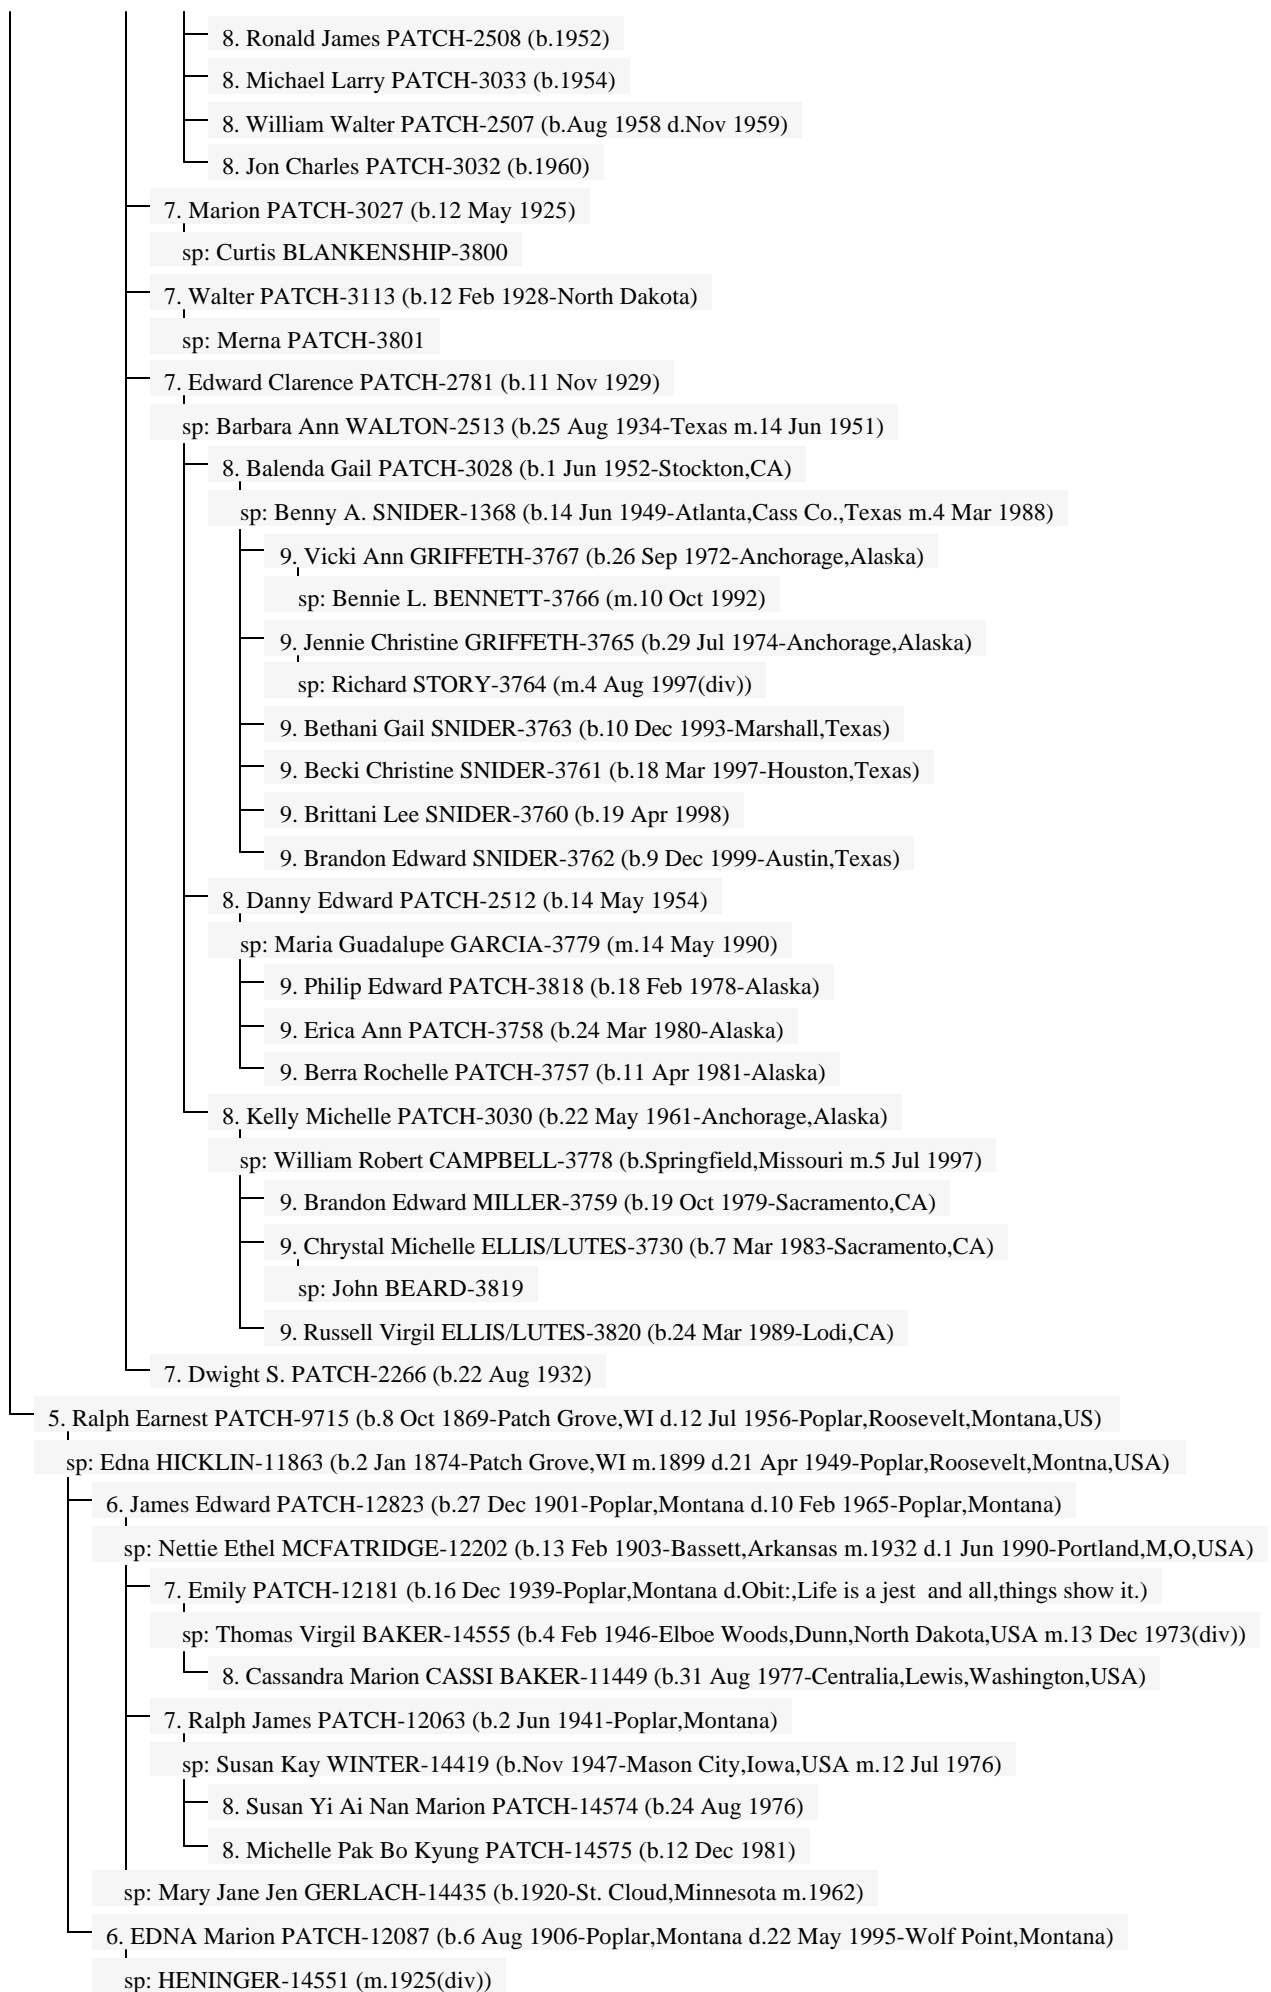 8. Ronald James PATCH-2508 (b.1952)
8. Michael Larry PATCH-3033 (b.1954)
8. William Walter PATCH-2507 (b.Aug 1958 d.Nov 1959)
8. Jon Charles PATCH-3032 (b.1960)
7. Marion PATCH-3027 (b.12 May 1925)
sp: Curtis BLANKENSHIP-3800
7. Walter PATCH-3113 (b.12 Feb 1928-North Dakota)
sp: Merna PATCH-3801
7. Edward Clarence PATCH-2781 (b.11 Nov 1929)
sp: Barbara Ann WALTON-2513 (b.25 Aug 1934-Texas m.14 Jun 1951)
8. Balenda Gail PATCH-3028 (b.1 Jun 1952-Stockton,CA)
sp: Benny A. SNIDER-1368 (b.14 Jun 1949-Atlanta,Cass Co.,Texas m.4 Mar 1988)
9. Vicki Ann GRIFFETH-3767 (b.26 Sep 1972-Anchorage,Alaska)
sp: Bennie L. BENNETT-3766 (m.10 Oct 1992)
9. Jennie Christine GRIFFETH-3765 (b.29 Jul 1974-Anchorage,Alaska)
sp: Richard STORY-3764 (m.4 Aug 1997(div))
9. Bethani Gail SNIDER-3763 (b.10 Dec 1993-Marshall,Texas)
9. Becki Christine SNIDER-3761 (b.18 Mar 1997-Houston,Texas)
9. Brittani Lee SNIDER-3760 (b.19 Apr 1998)
9. Brandon Edward SNIDER-3762 (b.9 Dec 1999-Austin,Texas)
8. Danny Edward PATCH-2512 (b.14 May 1954)
sp: Maria Guadalupe GARCIA-3779 (m.14 May 1990)
9. Philip Edward PATCH-3818 (b.18 Feb 1978-Alaska)
9. Erica Ann PATCH-3758 (b.24 Mar 1980-Alaska)
9. Berra Rochelle PATCH-3757 (b.11 Apr 1981-Alaska)
8. Kelly Michelle PATCH-3030 (b.22 May 1961-Anchorage,Alaska)
sp: William Robert CAMPBELL-3778 (b.Springfield,Missouri m.5 Jul 1997)
9. Brandon Edward MILLER-3759 (b.19 Oct 1979-Sacramento,CA)
9. Chrystal Michelle ELLIS/LUTES-3730 (b.7 Mar 1983-Sacramento,CA)
sp: John BEARD-3819
9. Russell Virgil ELLIS/LUTES-3820 (b.24 Mar 1989-Lodi,CA)
7. Dwight S. PATCH-2266 (b.22 Aug 1932)
5. Ralph Earnest PATCH-9715 (b.8 Oct 1869-Patch Grove,WI d.12 Jul 1956-Poplar,Roosevelt,Montana,US)
sp: Edna HICKLIN-11863 (b.2 Jan 1874-Patch Grove,WI m.1899 d.21 Apr 1949-Poplar,Roosevelt,Montna,USA)
6. James Edward PATCH-12823 (b.27 Dec 1901-Poplar,Montana d.10 Feb 1965-Poplar,Montana)
sp: Nettie Ethel MCFATRIDGE-12202 (b.13 Feb 1903-Bassett,Arkansas m.1932 d.1 Jun 1990-Portland,M,O,USA)
7. Emily PATCH-12181 (b.16 Dec 1939-Poplar,Montana d.Obit:,Life is a jest  and all,things show it.)
sp: Thomas Virgil BAKER-14555 (b.4 Feb 1946-Elboe Woods,Dunn,North Dakota,USA m.13 Dec 1973(div))
8. Cassandra Marion CASSI BAKER-11449 (b.31 Aug 1977-Centralia,Lewis,Washington,USA)
7. Ralph James PATCH-12063 (b.2 Jun 1941-Poplar,Montana)
sp: Susan Kay WINTER-14419 (b.Nov 1947-Mason City,Iowa,USA m.12 Jul 1976)
8. Susan Yi Ai Nan Marion PATCH-14574 (b.24 Aug 1976)
8. Michelle Pak Bo Kyung PATCH-14575 (b.12 Dec 1981)
sp: Mary Jane Jen GERLACH-14435 (b.1920-St. Cloud,Minnesota m.1962)
6. EDNA Marion PATCH-12087 (b.6 Aug 1906-Poplar,Montana d.22 May 1995-Wolf Point,Montana)
sp: HENINGER-14551 (m.1925(div))